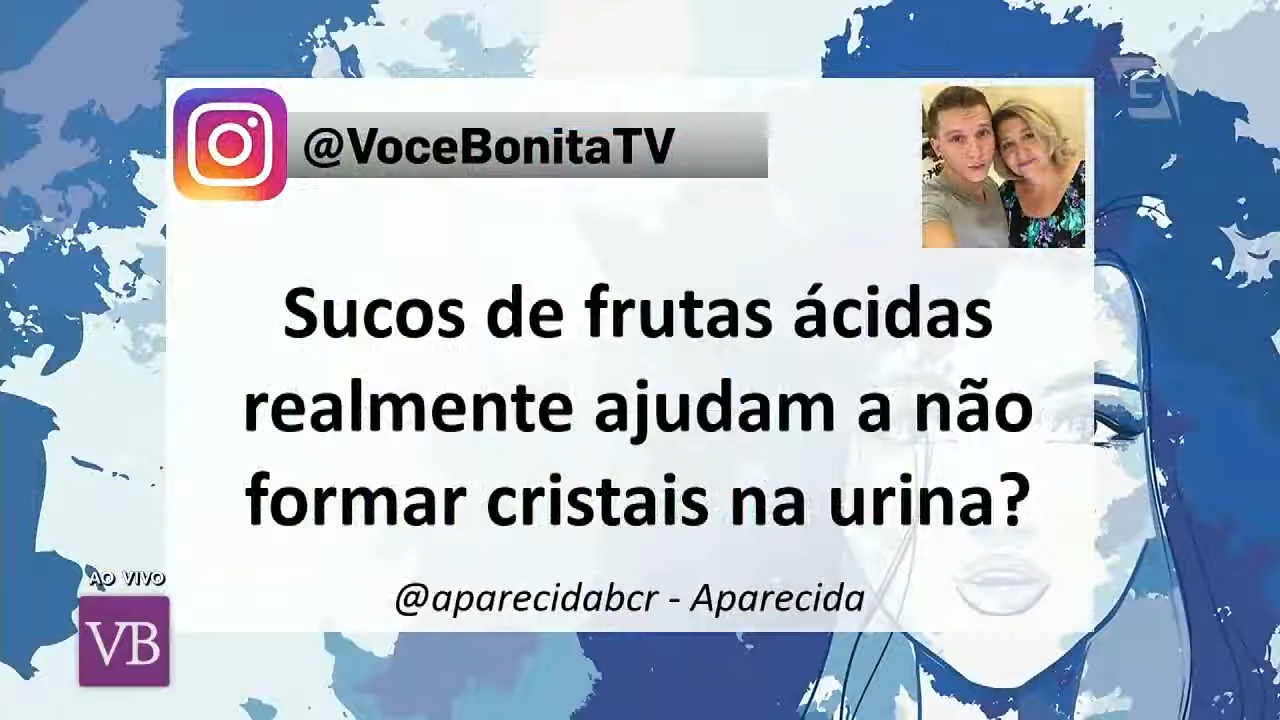 @VoceBonitaTV
Sucos de frutas ácidas
realmente ajudam a não
formar cristais na urina?
@aparecidabcr - Aparecida
AO VIVO
VB